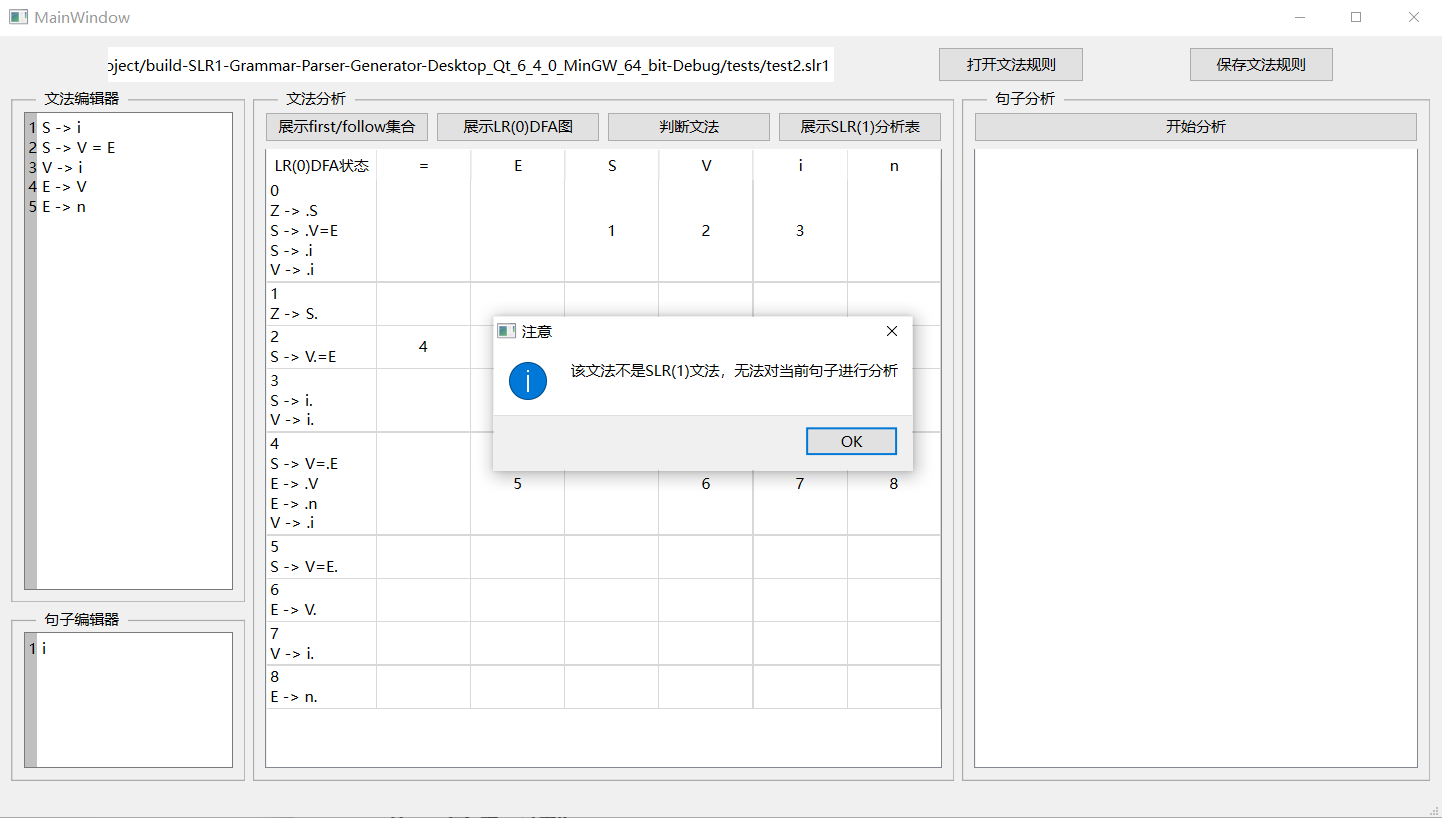 MainWindow
oject/build-SLR1-Grammar-Parser-Generator-Desktop_Qt_6_4_0_MinGW_64_bit-Debug/tests/test2.slr1
打开文法规则
保存文法规则
文法编辑器
1 S -> i
2 S -> V = E
3 V -> i
4 E -> V
5 E -> n
句子编辑器
1 i
文法分析
展示first/follow集合
展示LR(0)DFA图
判断文法
展示SLR(1)分析表
LR(0)DFA状态 = E S V i n
0
Z -> .S
S -> .V=E
1 2 3
S -> .i
V -> .i
1
Z -> S.
2
4
S -> V.=E
3
S -> i.
V -> i.
4
S -> V=.E
E -> .V
5 6 7 8
E -> .n
V -> .i
5
S -> V=E.
6
E -> V.
7
V -> i.
8
E -> n.
注意
该文法不是SLR(1)文法，无法对当前句子进行分析
OK
句子分析
开始分析